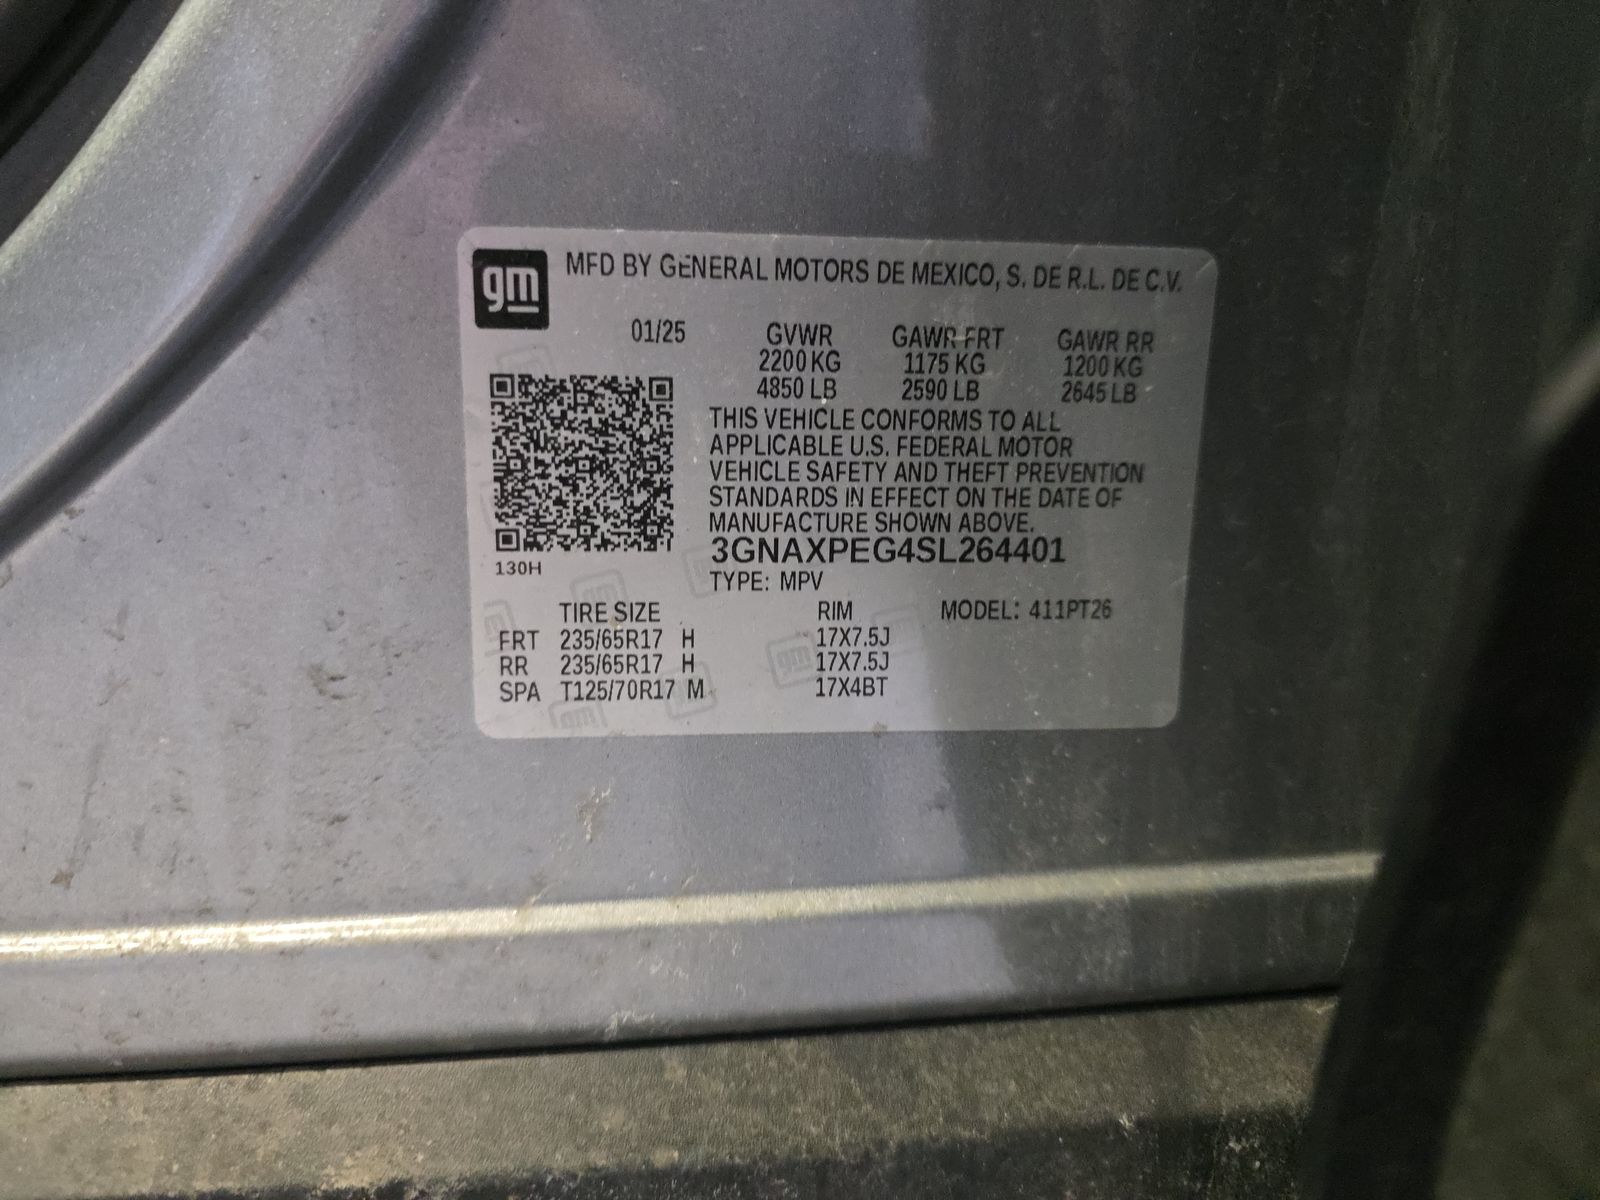 gm
MFD BY GENERAL MOTORS DE MEXICO, S. DE R.L. DE C.V.
01/25 GVWR GAWR FRT GAWR RR
2200 KG 1175 KG 1200 KG
4850 LB 2590 LB 2645 LB
THIS VEHICLE CONFORMS TO ALL
APPLICABLE U.S. FEDERAL MOTOR
VEHICLE SAFETY AND THEFT PREVENTION
STANDARDS IN EFFECT ON THE DATE OF
MANUFACTURE SHOWN ABOVE.
3GNAXPEG4SL264401
130H
TYPE: MPV
TIRE SIZE RIM MODEL: 411PT26
FRT 235/65R17 H 17X7.5J
RR 235/65R17 H 17X7.5J
SPA T125/70R17 M 17X4BT